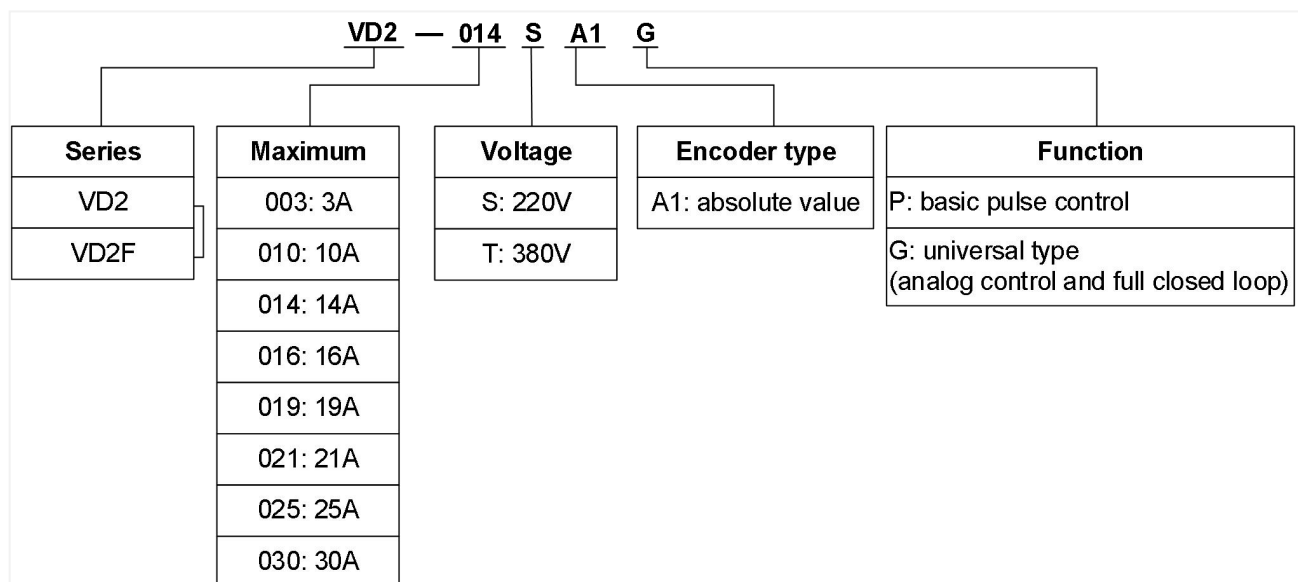 VD2 — 014 S A1 G
Series
VD2
VD2F
Maximum
003: 3A
010: 10A
014: 14A
016: 16A
019: 19A
021: 21A
025: 25A
030: 30A
Voltage
S: 220V
T: 380V
Encoder type
A1: absolute value
Function
P: basic pulse control
G: universal type
(analog control and full closed loop)